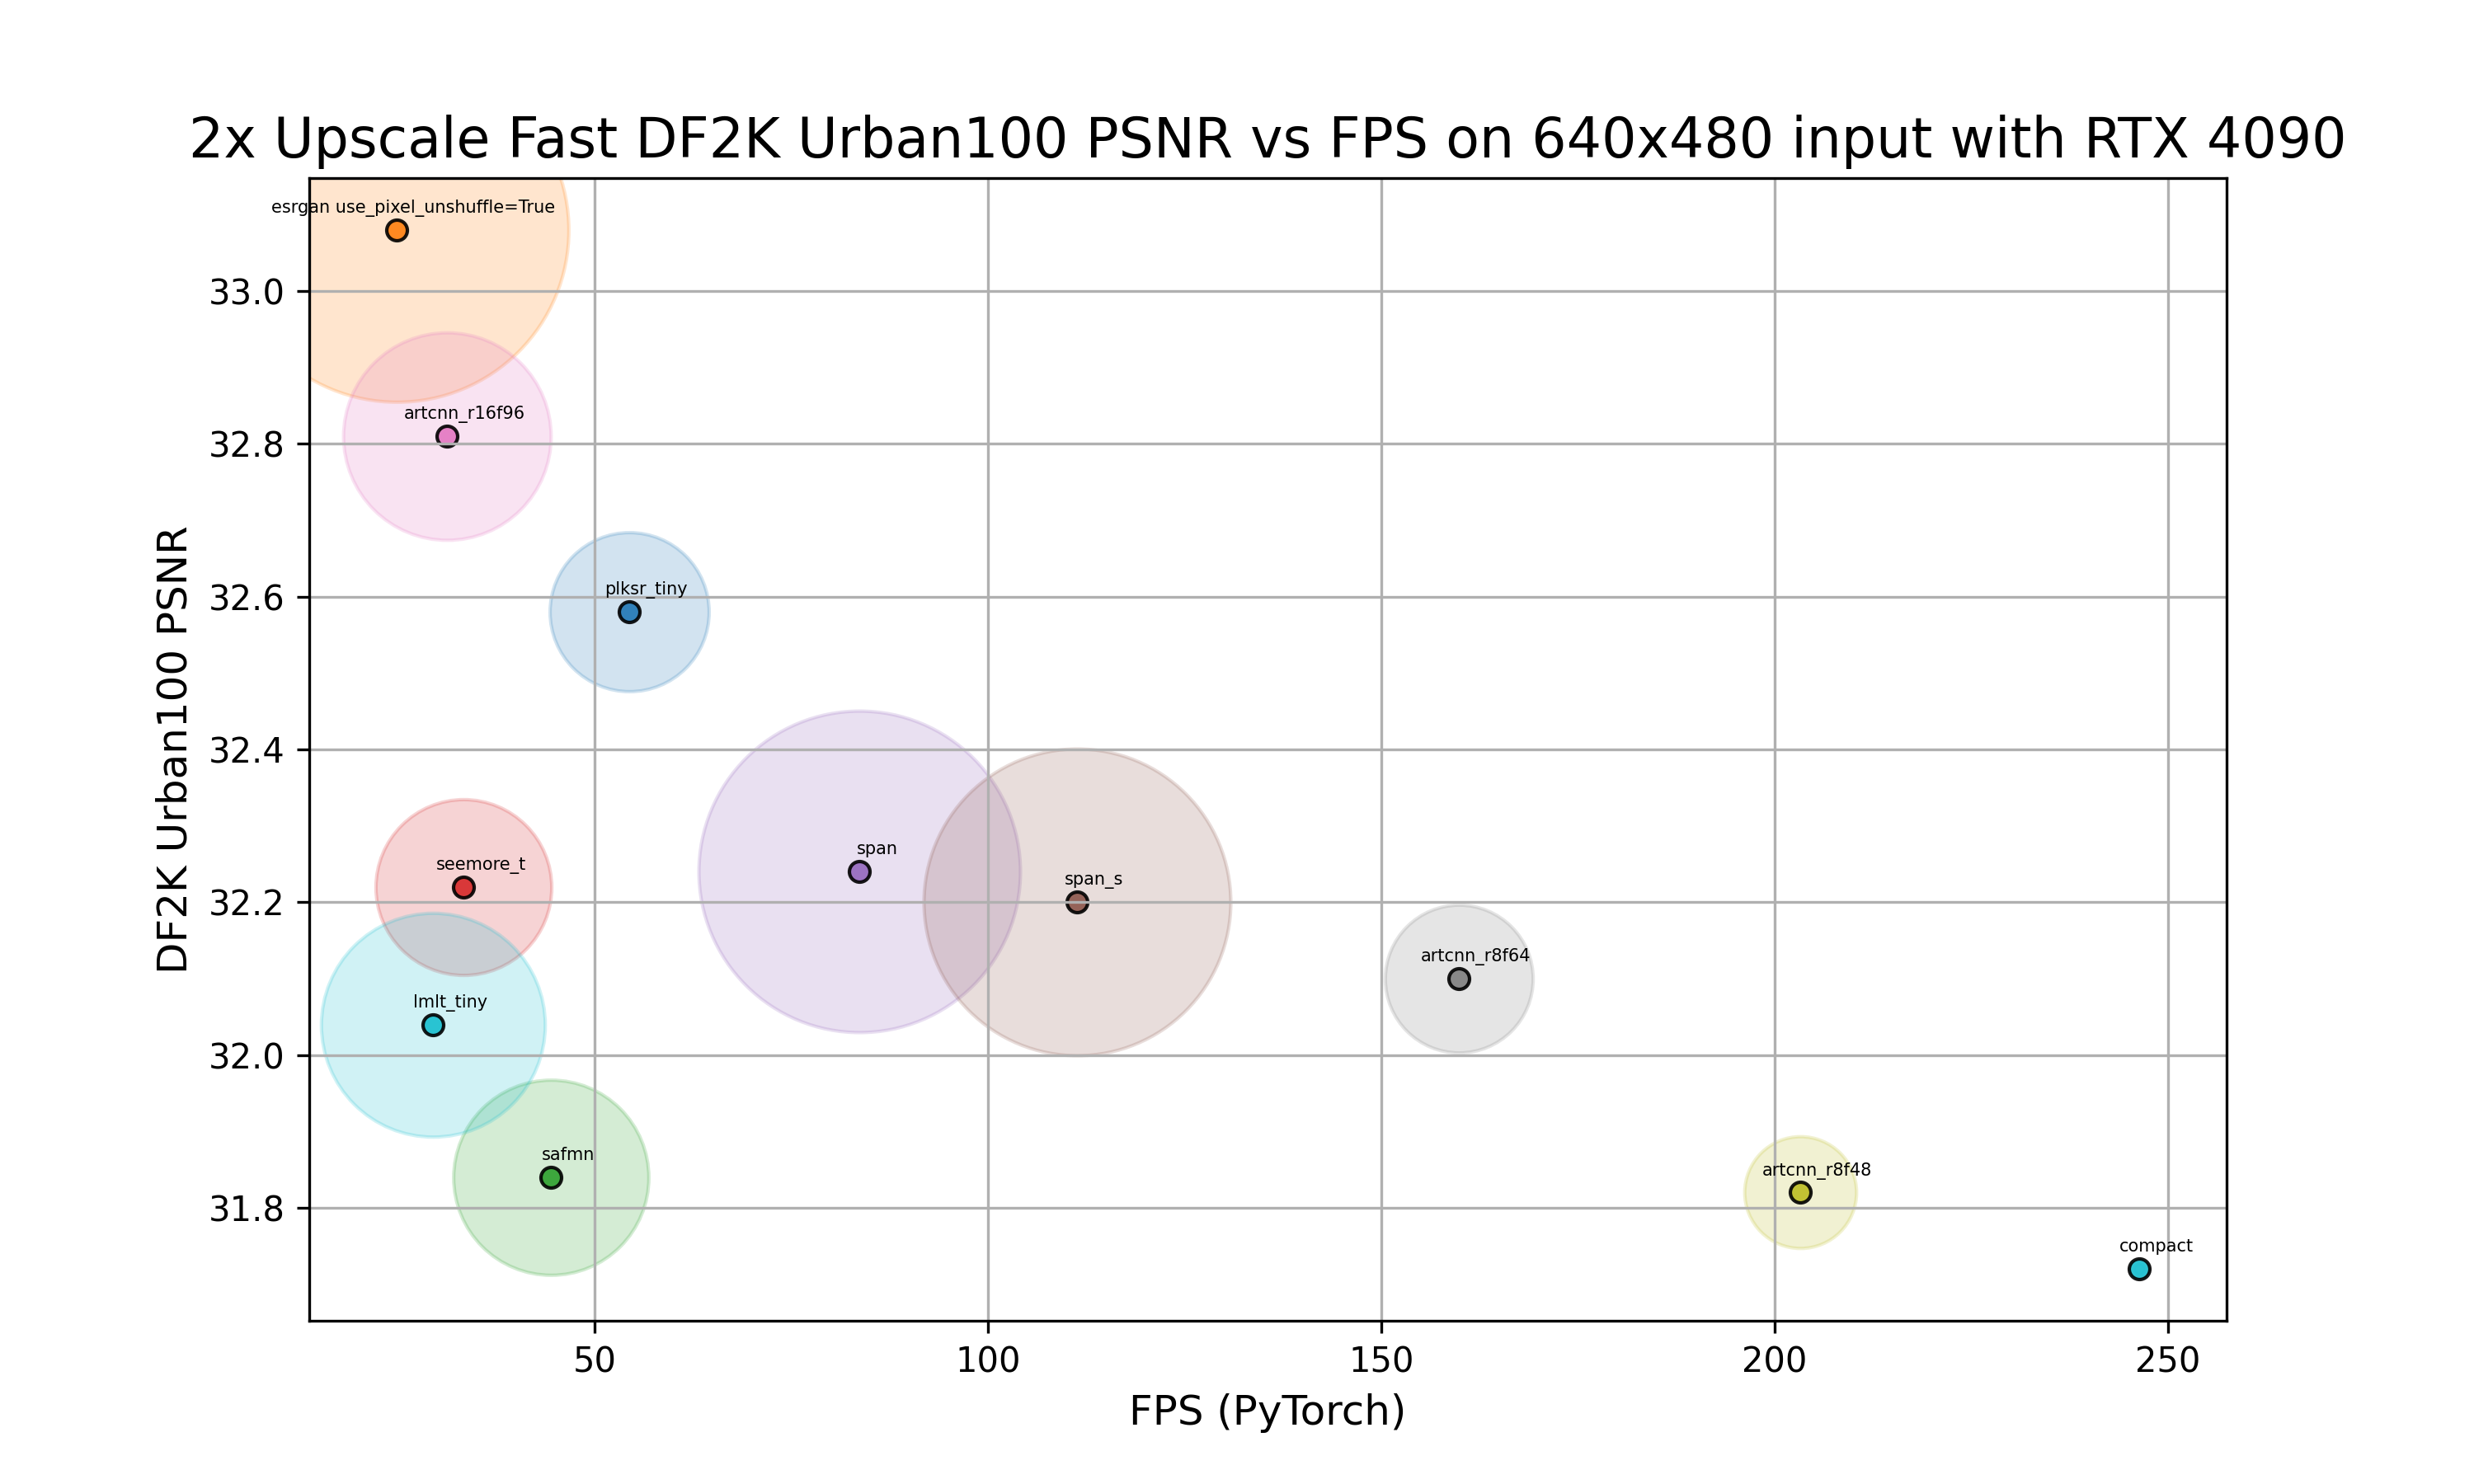 2x Upscale Fast DF2K Urban100 PSNR vs FPS on 640x480 input with RTX 4090
esgran use_pixel_unshuffle=True
33.0
artcnn_r16f96
32.8
plksr_tiny
32.6
32.4
DF2K Urban100 PSNR
span
seemore_t
span_s
32.2
artcnn_r8f64
lmlt_tiny
32.0
safmn
artcnn_r8f48
31.8
compact
50
100
150
200
250
FPS (PyTorch)